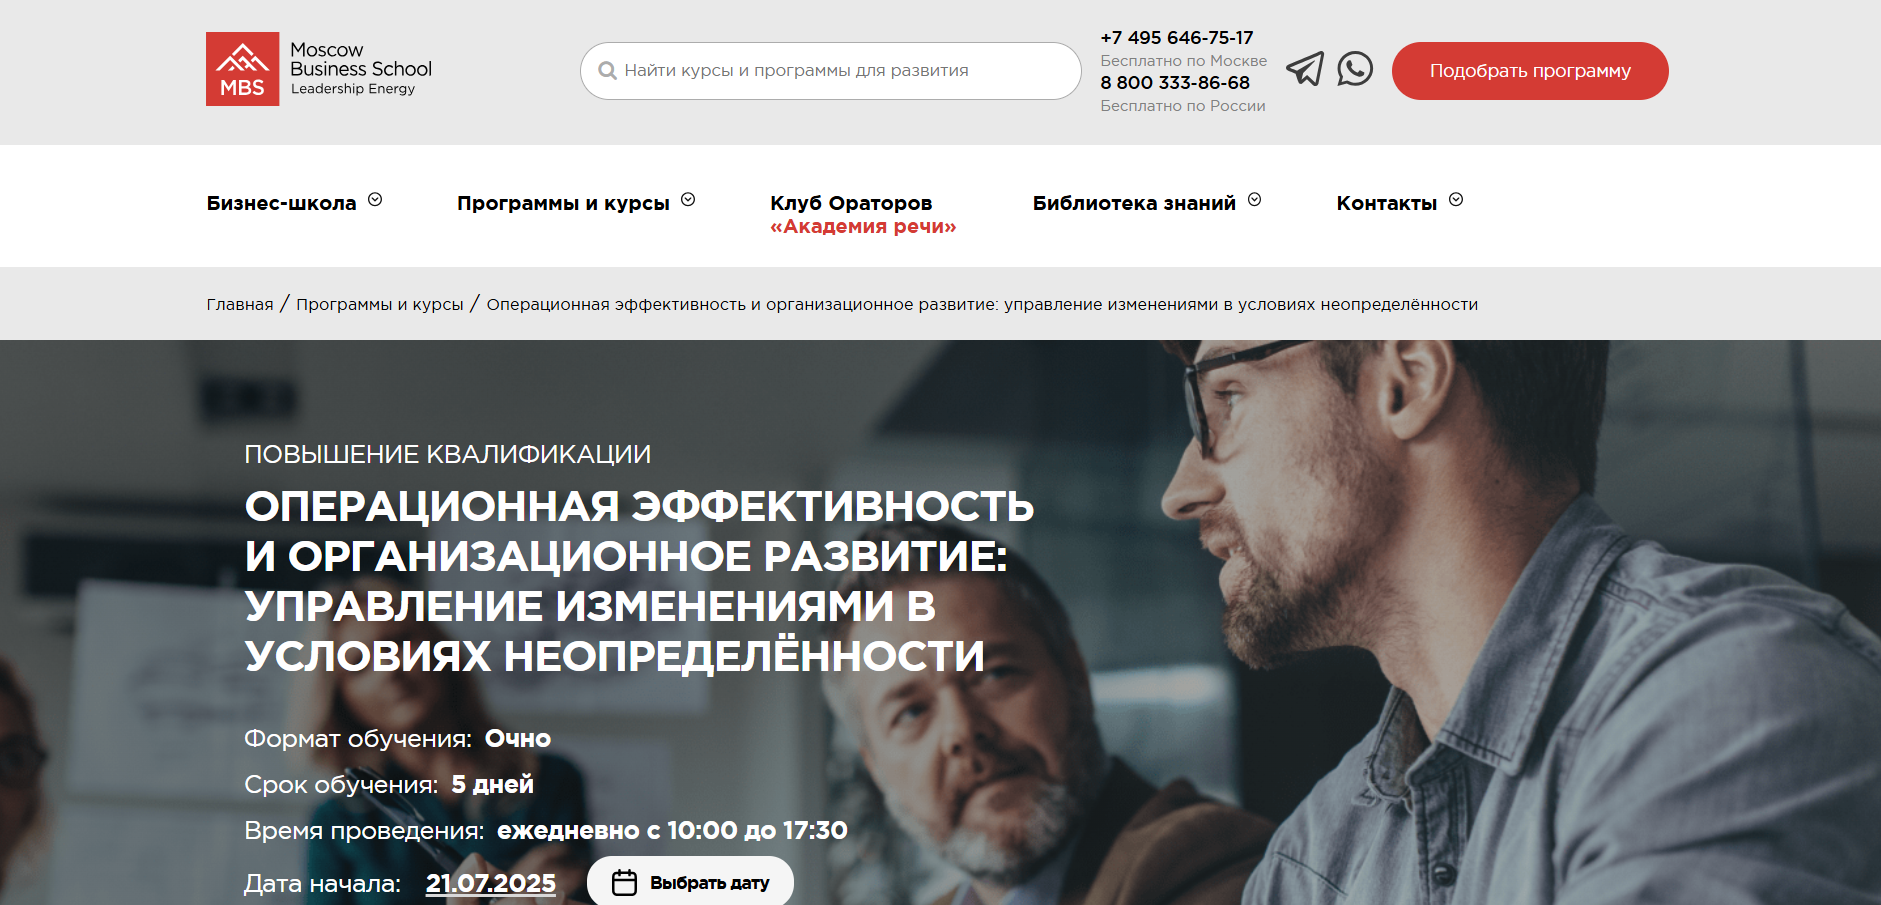 MBS
Moscow
Business School
Leadership Energy
Найти курсы и программы для развития
+7 495 646-75-17
Бесплатно по Москве
8 800 333-86-68
Бесплатно по России
Подобрать программу
Бизнес-школа
Программы и курсы
Клуб Ораторов
«Академия речи»
Библиотека знаний
Контакты
Главная / Программы и курсы / Операционная эффективность и организационное развитие: управление изменениями в условиях неопределённости
ПОВЫШЕНИЕ КВАЛИФИКАЦИИ
ОПЕРАЦИОННАЯ ЭФФЕКТИВНОСТЬ
И ОРГАНИЗАЦИОННОЕ РАЗВИТИЕ:
УПРАВЛЕНИЕ ИЗМЕНЕНИЯМИ В
УСЛОВИЯХ НЕОПРЕДЕЛЁННОСТИ
Формат обучения: Очно
Срок обучения: 5 дней
Время проведения: ежедневно с 10:00 до 17:30
Дата начала: 21.07.2025 Выбрать дату